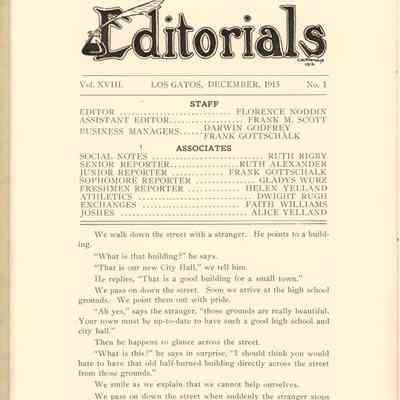 Editorials
Vol. XVIII. LOS GATOS, DECEMBER, 1913 No. 1
STAFF
EDITOR ........ FLORENCE NODDIN
ASSISTANT EDITOR........ FRANK M. SCOTT
BUSINESS MANAGERS..... DARWIN GODFREY
FRANK GOTTSCHALK
ASSOCIATES
SOCIAL NOTES ........ RUTH RIGBY
SENIOR REPORTER........RUTH ALEXANDER
JUNIOR REPORTER ........ FRANK GOTTSCHALK
SOPHOMORE REPORTER ........ GLADYS WURZ
FRESHMEN REPORTER ........ HELEN YELLAND
ATHLETICS ........ DWIGHT RUGH
EXCHANGES ........ FAITH WILLIAMS
JOSHES ........ ALICE YELLAND
We walk down the street with a stranger. He points to a build-
ing.
"What is that building?" he says.
"That is our new City Hall," we tell him.
He replies, "That is a good building for a small town."
We pass on down the street. Soon we arrive at the high school
grounds. We point them out with pride.
"Ah yes," says the stranger, "those grounds are really beautiful.
Your town must be up-to-date to have such a good high school and
city hall."
Then he happens to glance across the street.
"What is this?" he says in surprise, "I should think you would
hate to have that old half-burned building directly across the street
from those grounds."
We smile as we explain that we cannot help ourselves.
We pass on down the street when suddenly the stranger stops